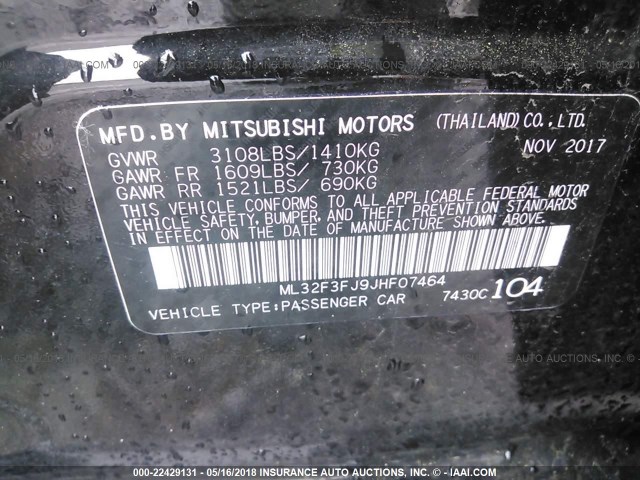 MFD.BY MITSUBISHI MOTORS (THAILAND) CO., LTD.
GVWR 3108LBS/1410KG NOV 2017
GAWR FR 1609LBS/ 730KG
GAWR RR 1521LBS/ 690KG
THIS VEHICLE CONFORMS TO ALL APPLICABLE FEDERAL MOTOR
VEHICLE SAFETY, BUMPER, AND THEFT PREVENTION STANDARDS
IN EFFECT ON THE DATE OF MANUFACTURE SHOWN ABOVE.
ML32F3FJ9JHF07464
VEHICLE TYPE:PASSENGER CAR 7430C 104
000-22429131 - 05/16/2018 INSURANCE AUTO AUCTIONS, INC. - © - IAAI.COM